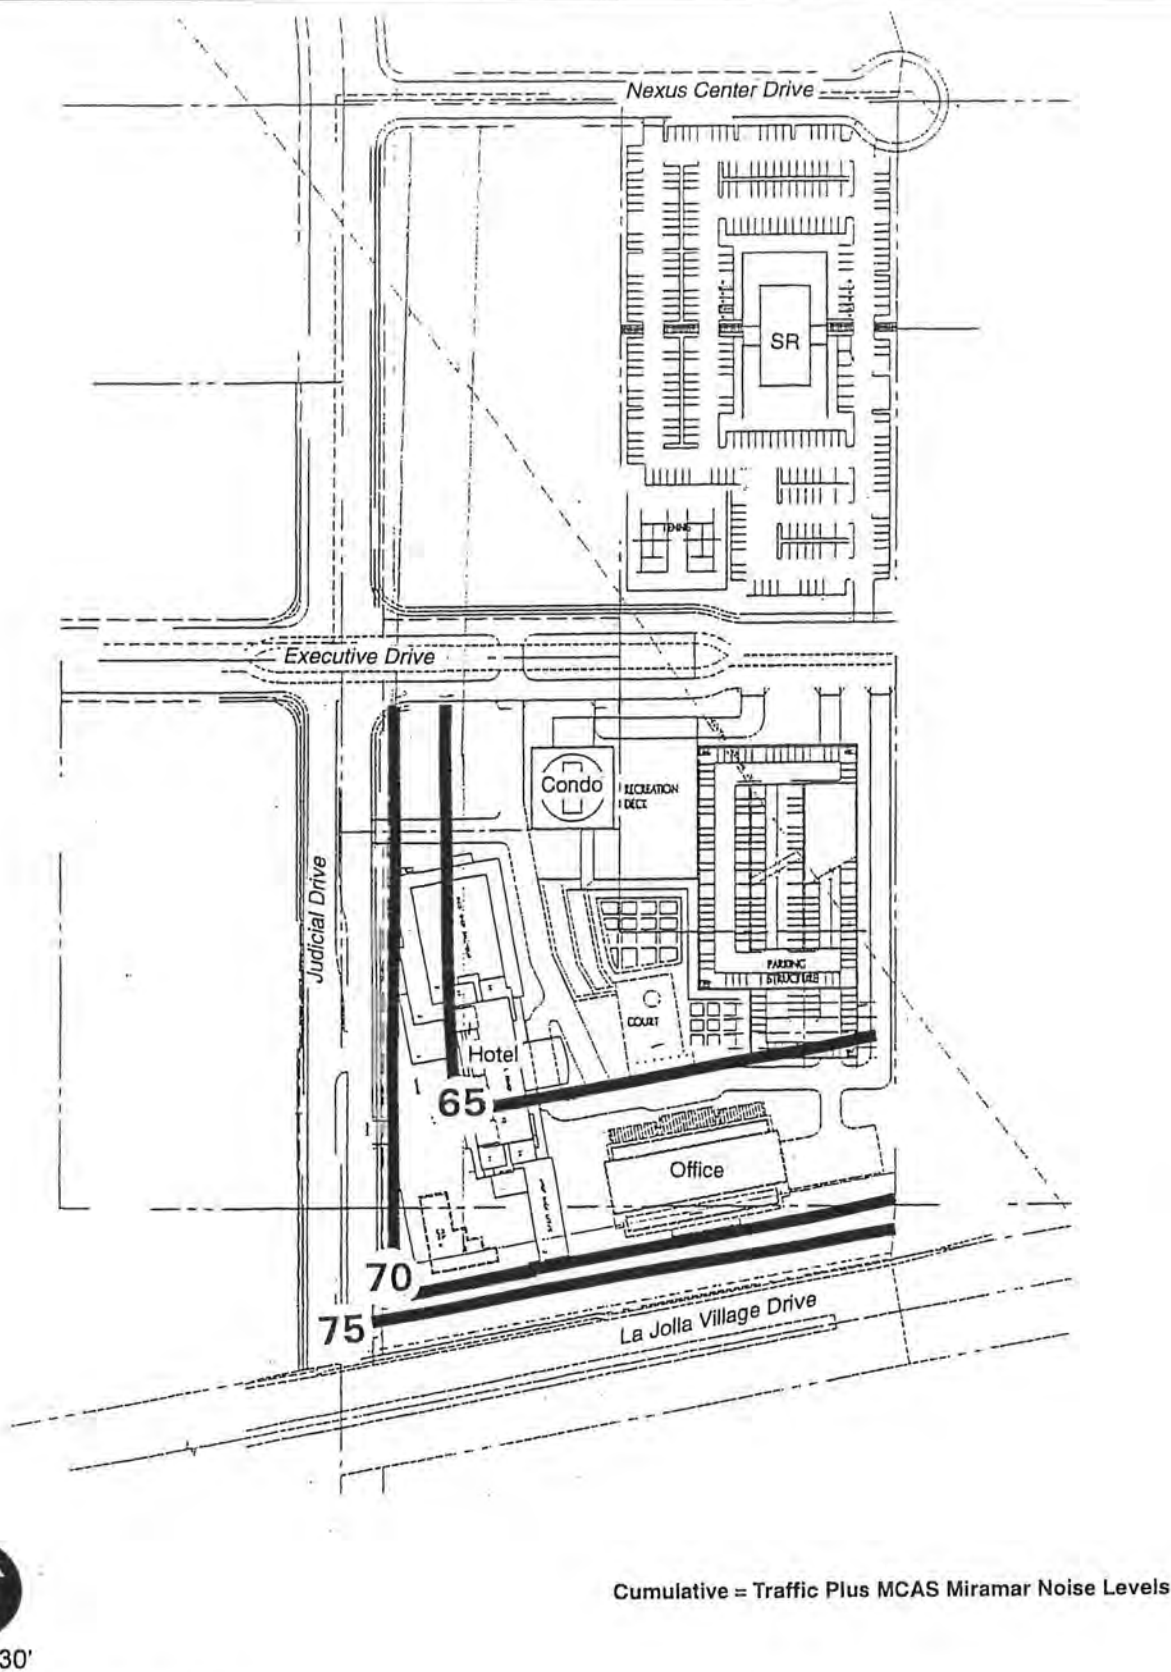 Nexus Center Drive
SR
TENNIS
Executive Drive
Condo
RECREATION
DECK
Judicial Drive
PARKING
STRUCTURE
COURT
Hotel
65
Office
70
75
La Jolla Village Drive
Cumulative = Traffic Plus MCAS Miramar Noise Levels
30'